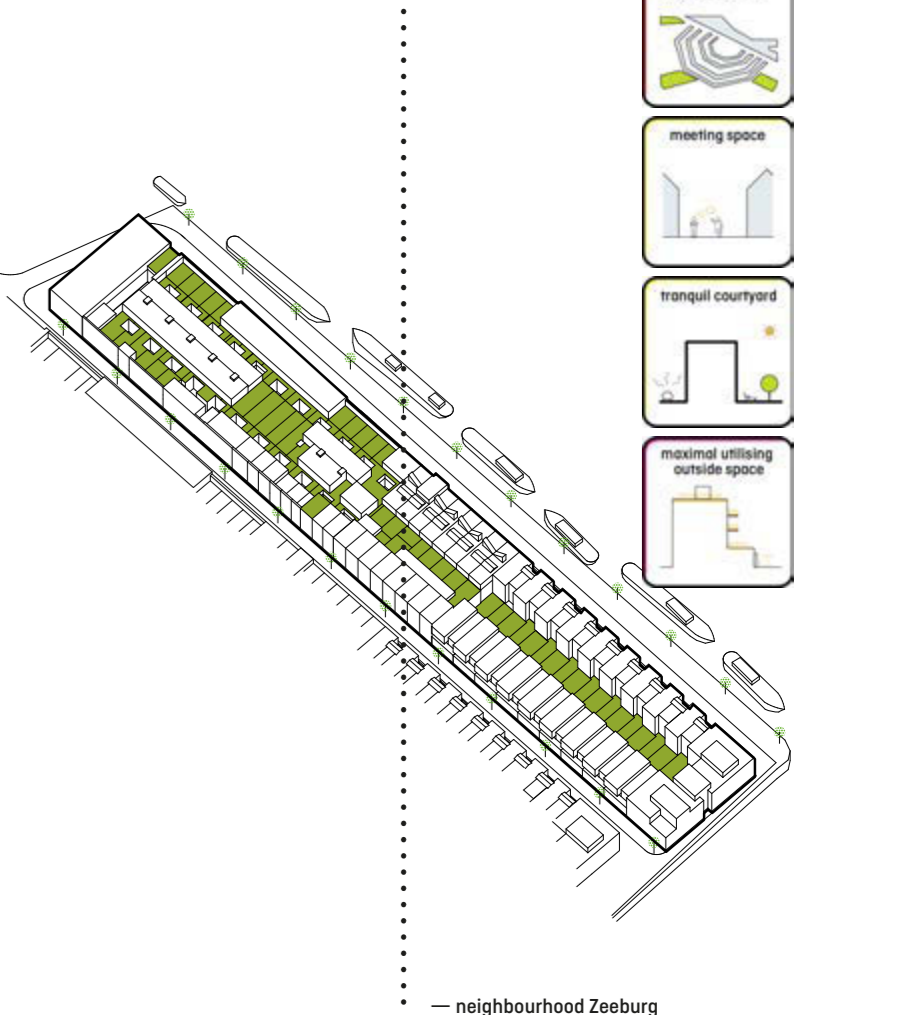 meeting space
tranquil courtyard
maximal utilising
outside space
— neighbourhood Zeeburg